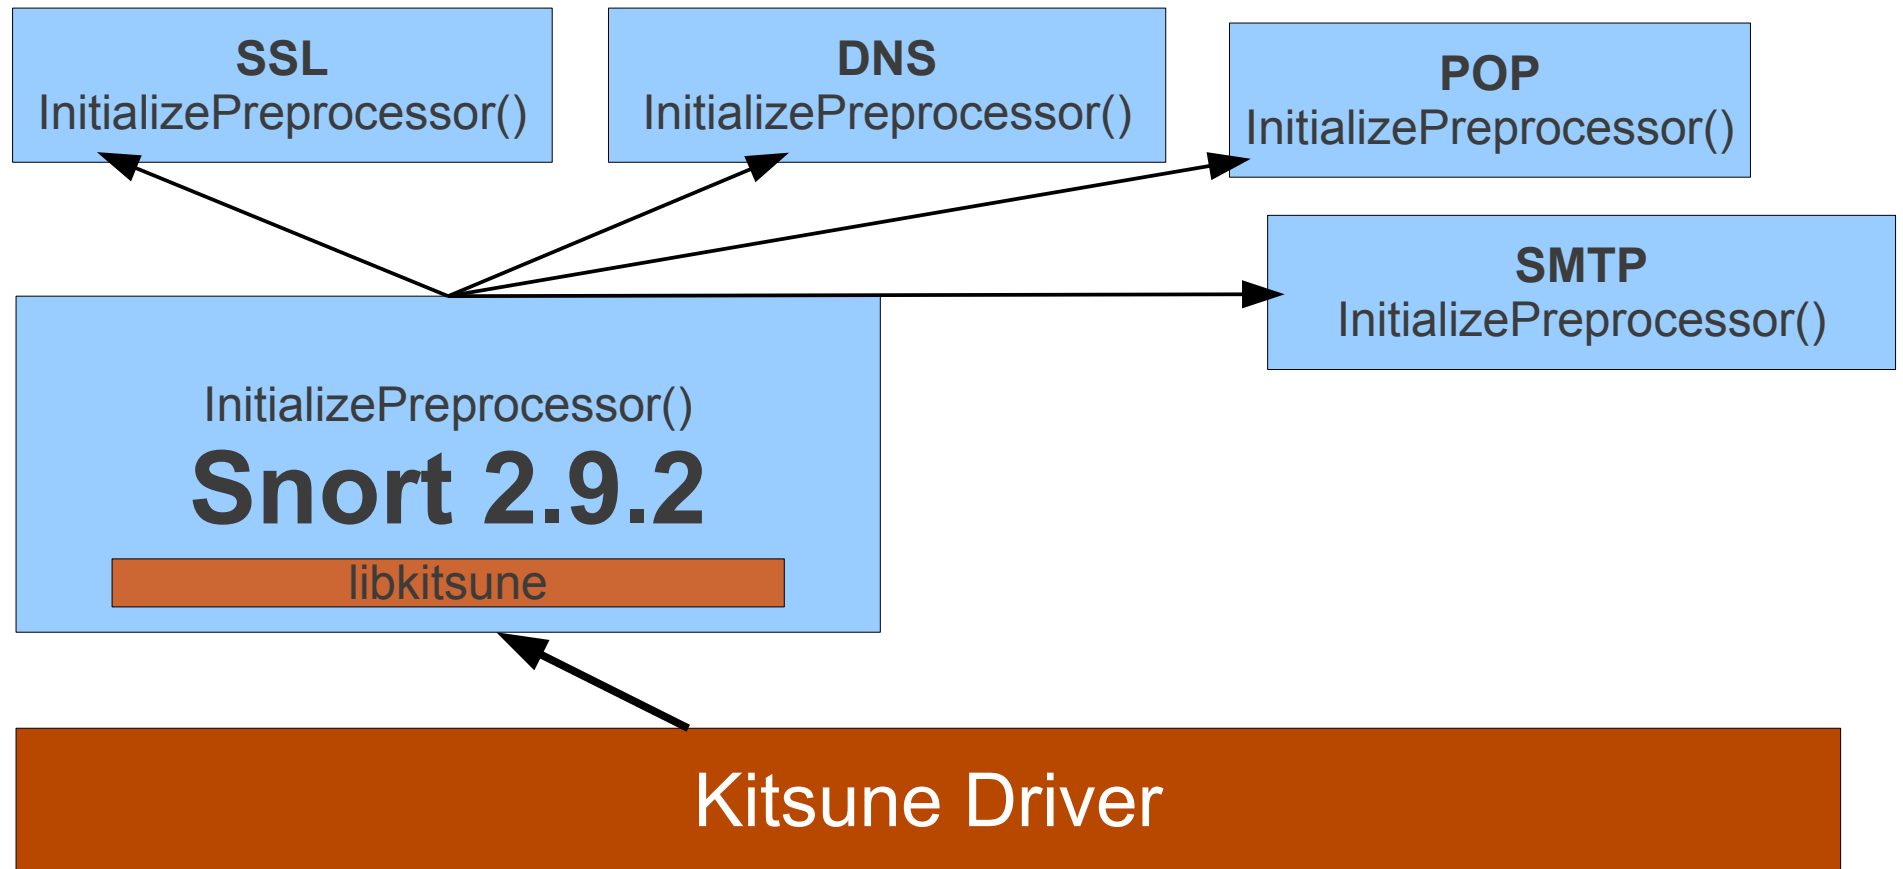 SSL
InitializePreprocessor()
DNS
InitializePreprocessor()
POP
InitializePreprocessor()
SMTP
InitializePreprocessor()
InitializePreprocessor()
Snort 2.9.2
libkitsune
Kitsune Driver